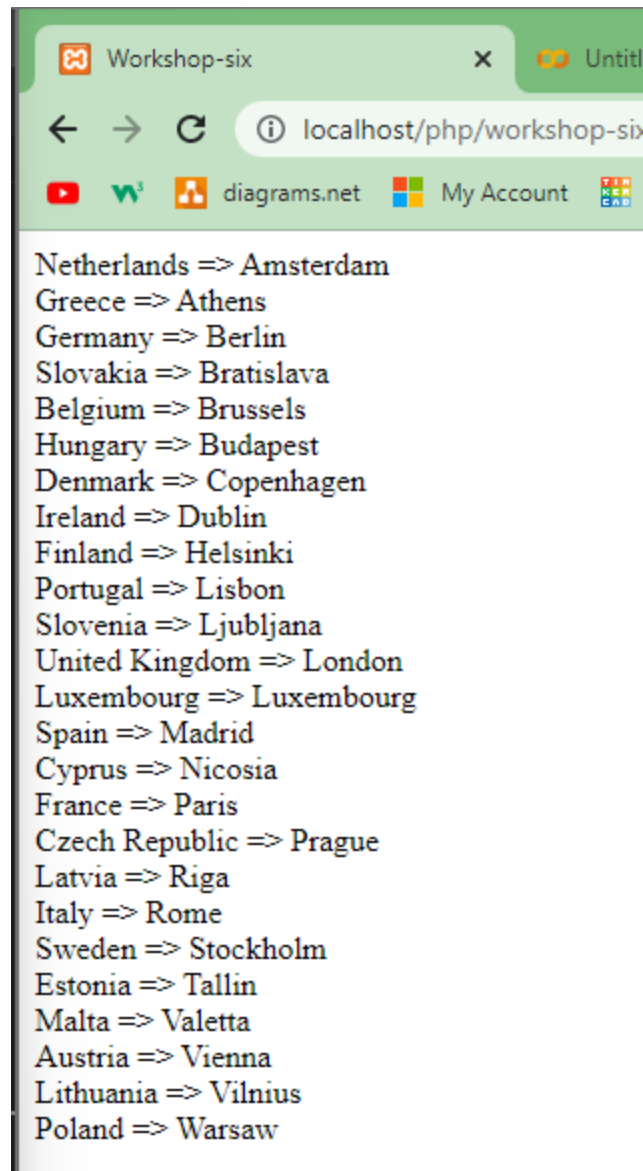 Workshop-six
Untitl
localhost/php/workshop-six
diagrams.net
My Account
TIN
KER
CAD
Netherlands => Amsterdam
Greece => Athens
Germany => Berlin
Slovakia => Bratislava
Belgium => Brussels
Hungary => Budapest
Denmark => Copenhagen
Ireland => Dublin
Finland => Helsinki
Portugal => Lisbon
Slovenia => Ljubljana
United Kingdom => London
Luxembourg => Luxembourg
Spain => Madrid
Cyprus => Nicosia
France => Paris
Czech Republic => Prague
Latvia => Riga
Italy => Rome
Sweden => Stockholm
Estonia => Tallin
Malta => Valetta
Austria => Vienna
Lithuania => Vilnius
Poland => Warsaw